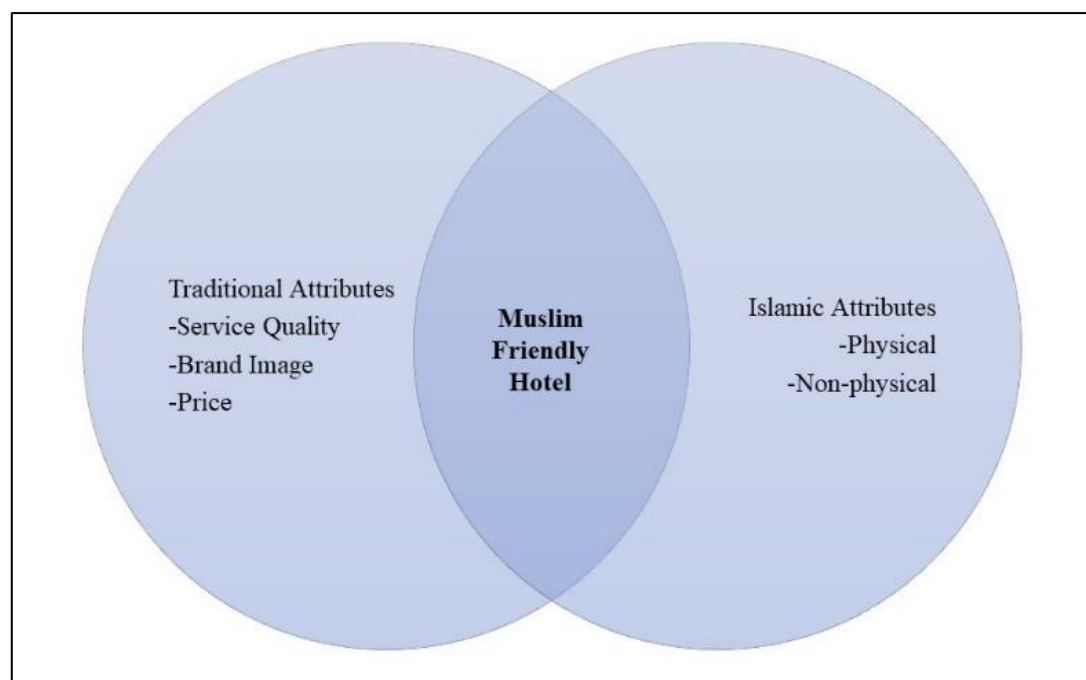 Traditional Attributes
-Service Quality
-Brand Image
-Price
Muslim
Friendly
Hotel
Islamic Attributes
-Physical
-Non-physical